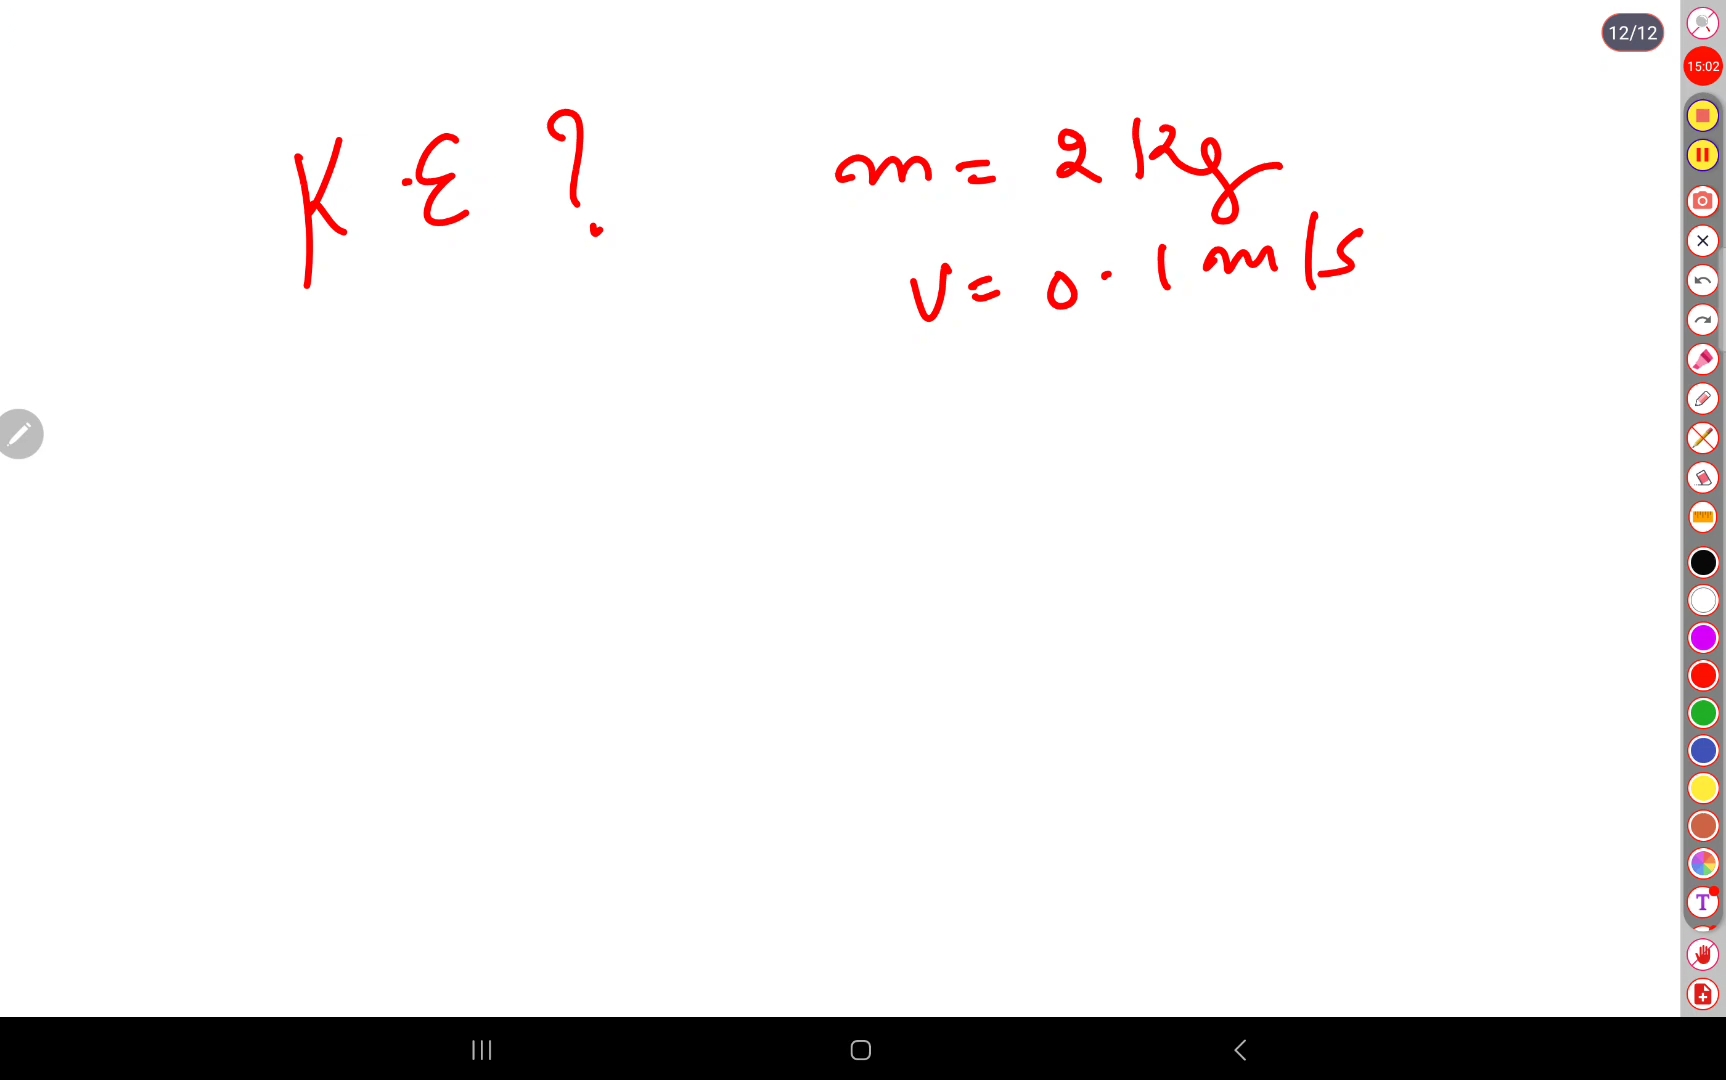 12/12
15:02
K.E ?
m = 2 kg
v = 0.1 m/s
T